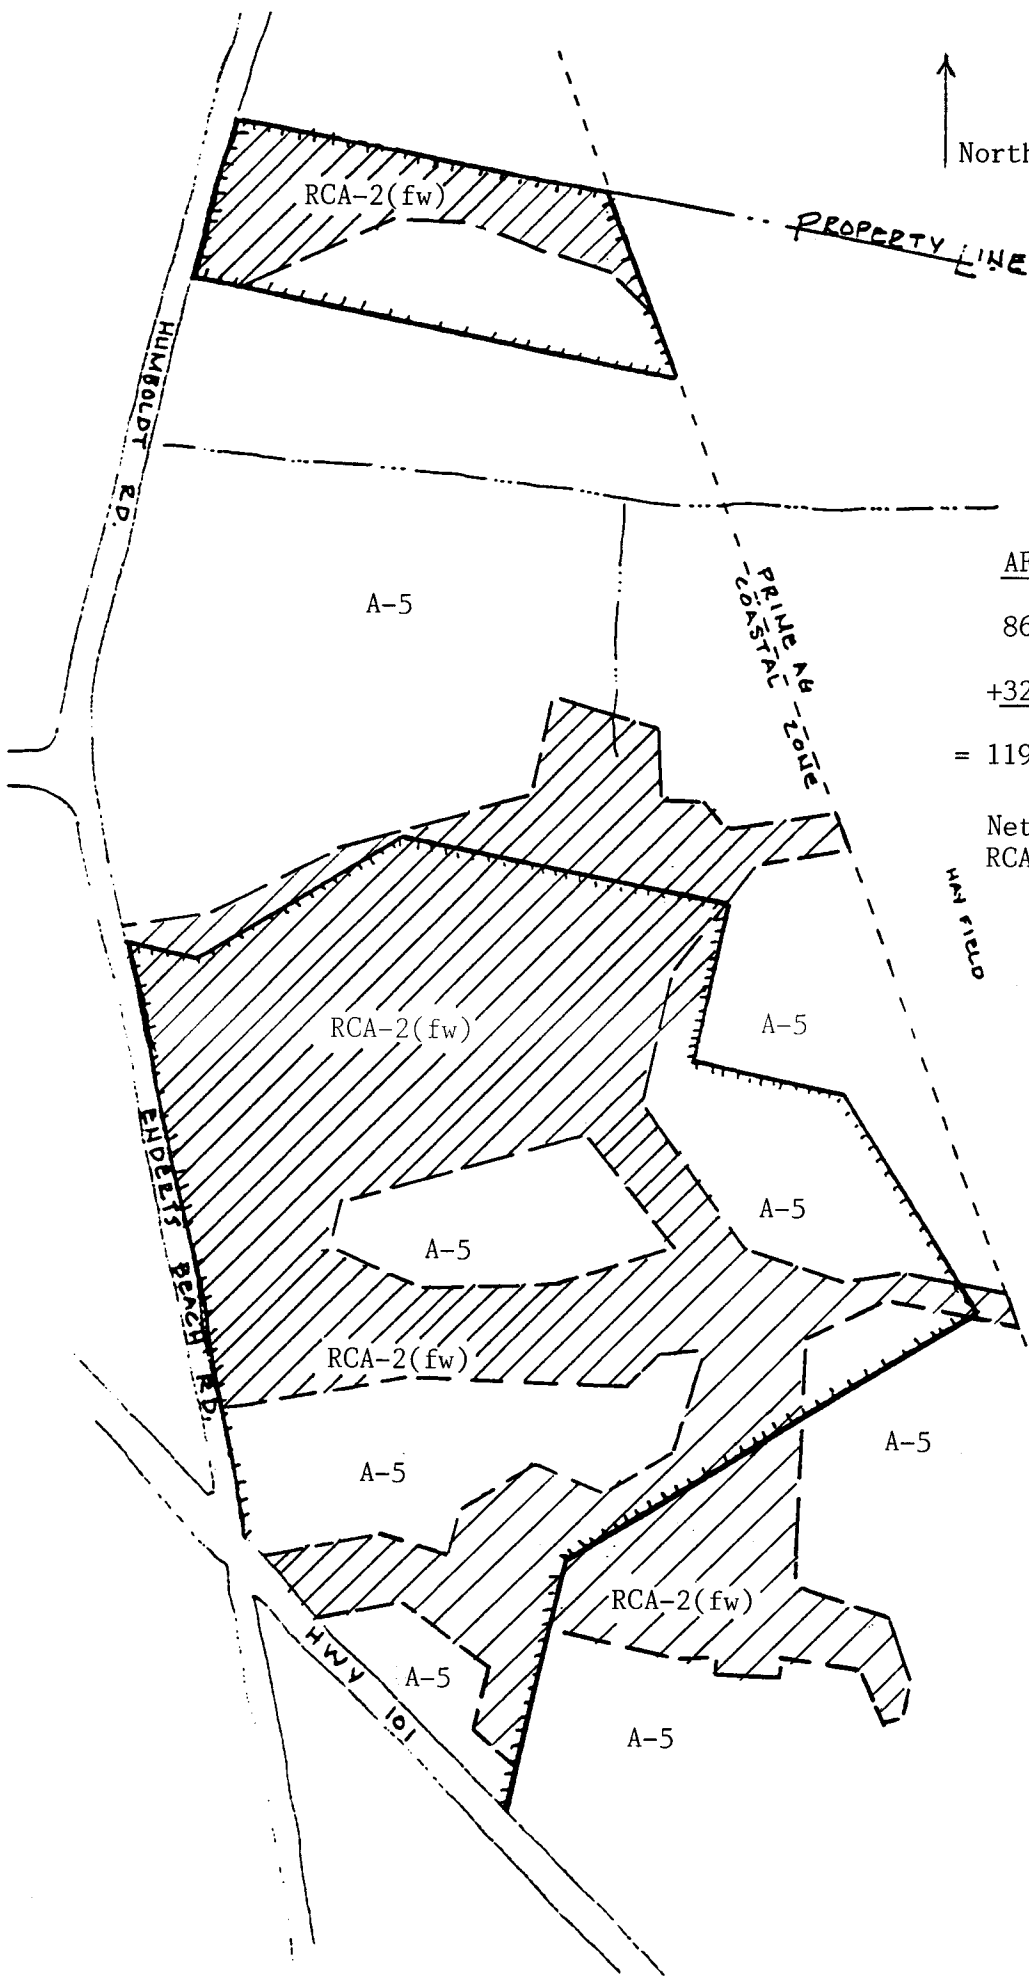 North
RCA-2(fw)
PROPERTY LINE
HUMBOLDT RD.
A-5
PRIME AG
COASTAL ZONE
86
+32
= 119
Net
RCA
HAY FIELD
RCA-2(fw)
A-5
ENDERTS BEACH RD.
A-5
A-5
RCA-2(fw)
A-5
A-5
RCA-2(fw)
HWY 101
A-5
A-5